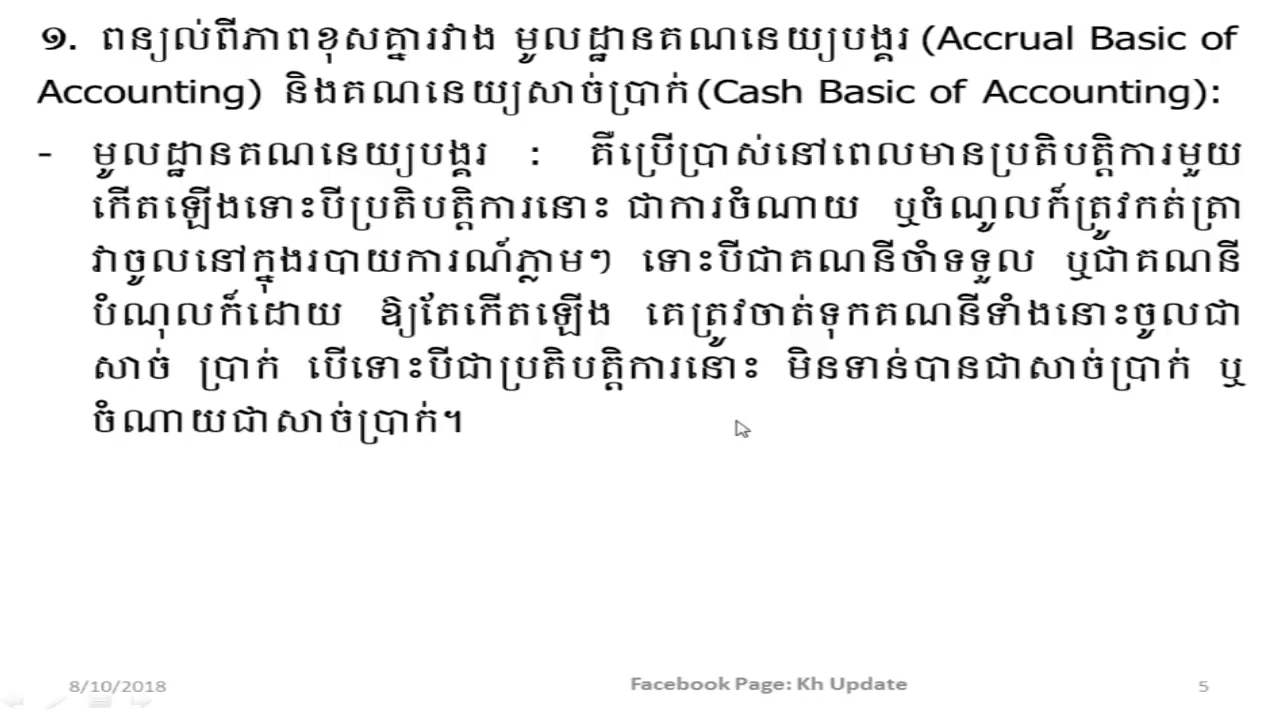 ១. ពន្យល់ពីភាពខុសគ្នារវាង មូលដ្ឋានគណនេយ្យបង្គរ (Accrual Basic of
Accounting) និងគណនេយ្យសាច់ប្រាក់ (Cash Basic of Accounting):
- មូលដ្ឋានគណនេយ្យបង្គរ : គឺប្រើប្រាស់នៅពេលមានប្រតិបត្តិការមួយ
កើតឡើងទោះបីប្រតិបត្តិការនោះ ជាការចំណាយ ឬចំណូលក៏ត្រូវកត់ត្រា
វាចូលនៅក្នុងរបាយការណ៍ភ្លាមៗ ទោះបីជាគណនីចាំទទួល ឬជាគណនី
បំណុលក៏ដោយ ឱ្យតែកើតឡើង គេត្រូវចាត់ទុកគណនីទាំងនោះចូលជា
សាច់ ប្រាក់ បើទោះបីជាប្រតិបត្តិការនោះ មិនទាន់បានជាសាច់ប្រាក់ ឬ
ចំណាយជាសាច់ប្រាក់។
8/10/2018 Facebook Page: Kh Update 5